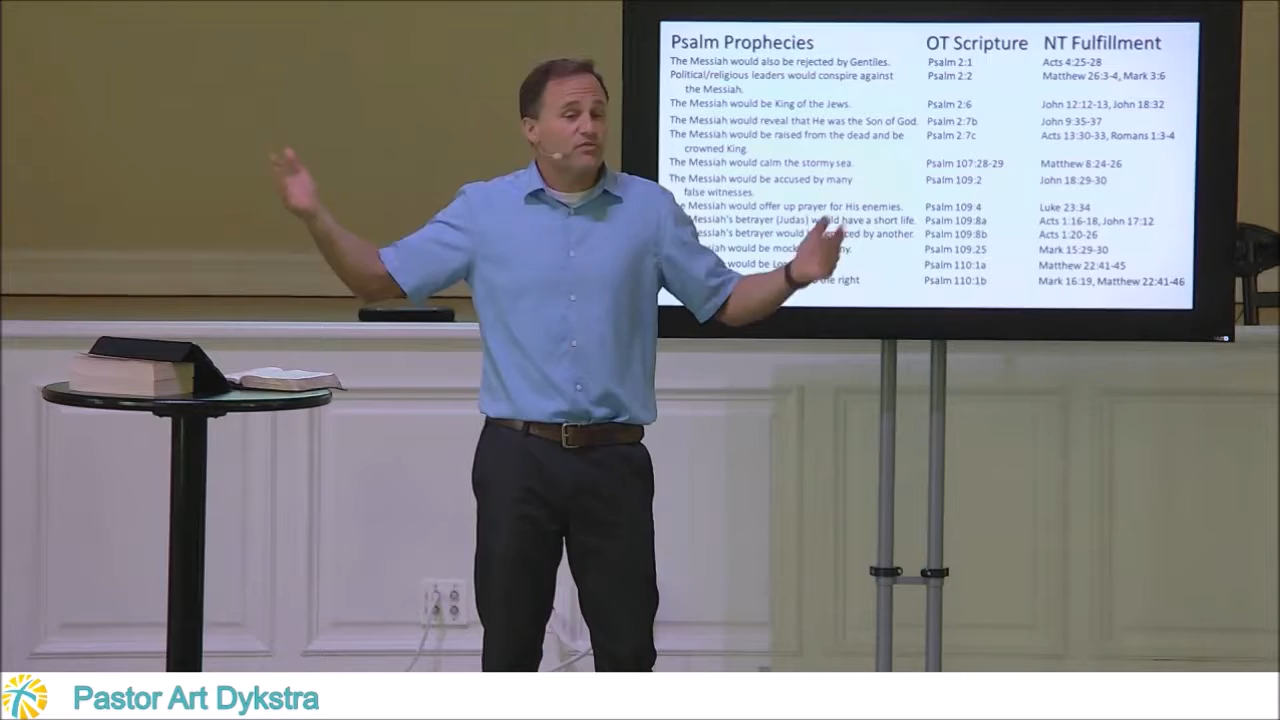 Psalm Prophecies OT Scripture NT Fulfillment
The Messiah would also be rejected by Gentiles. Psalm 2:1 Acts 4:25-28
Political/religious leaders would conspire against Psalm 2:2 Matthew 26:3-4, Mark 3:6
the Messiah.
The Messiah would be King of the Jews. Psalm 2:6 John 12:12-13, John 18:32
The Messiah would reveal that He was the Son of God. Psalm 2:7b John 9:35-37
The Messiah would be raised from the dead and be Psalm 2:7c Acts 13:30-33, Romans 1:3-4
crowned King.
The Messiah would calm the stormy sea. Psalm 107:28-29 Matthew 8:24-26
The Messiah would be accused by many Psalm 109:2 John 18:29-30
false witnesses.
Messiah would offer up prayer for His enemies. Psalm 109:4 Luke 23:34
Messiah's betrayer (Judas) would have a short life. Psalm 109:8a Acts 1:16-18, John 17:12
betrayer would by another. Psalm 109:8b Acts 1:20-26
would be Psalm 109.25 Mark 15:29-30
would be Psalm 110:1a Matthew 22:41-45
the right Psalm 110:1b Mark 16:19, Matthew 22:41-46
Pastor Art Dykstra